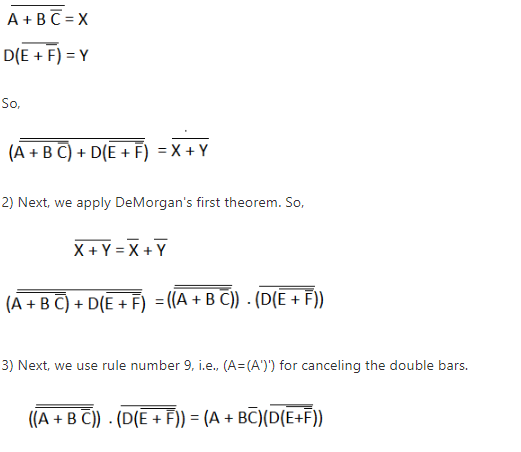 $\overline{A + B\overline{C}} = X$
$D(\overline{E + \overline{F}}) = Y$
So,
$\overline{(\overline{A + B\overline{C}}) + D(\overline{E + \overline{F}})} = \overline{X + Y}$
2) Next, we apply DeMorgan's first theorem. So,
$\overline{X + Y} = \overline{X} + \overline{Y}$
$\overline{(\overline{A + B\overline{C}}) + D(\overline{E + \overline{F}})} = (\overline{(\overline{A + B\overline{C}})}) . (\overline{D(\overline{E + \overline{F}})})$
3) Next, we use rule number 9, i.e., (A=(A')') for canceling the double bars.
$(\overline{(\overline{A + B\overline{C}})}) . (\overline{D(\overline{E + \overline{F}})}) = (A + B\overline{C})(\overline{D(\overline{E+\overline{F}})})$